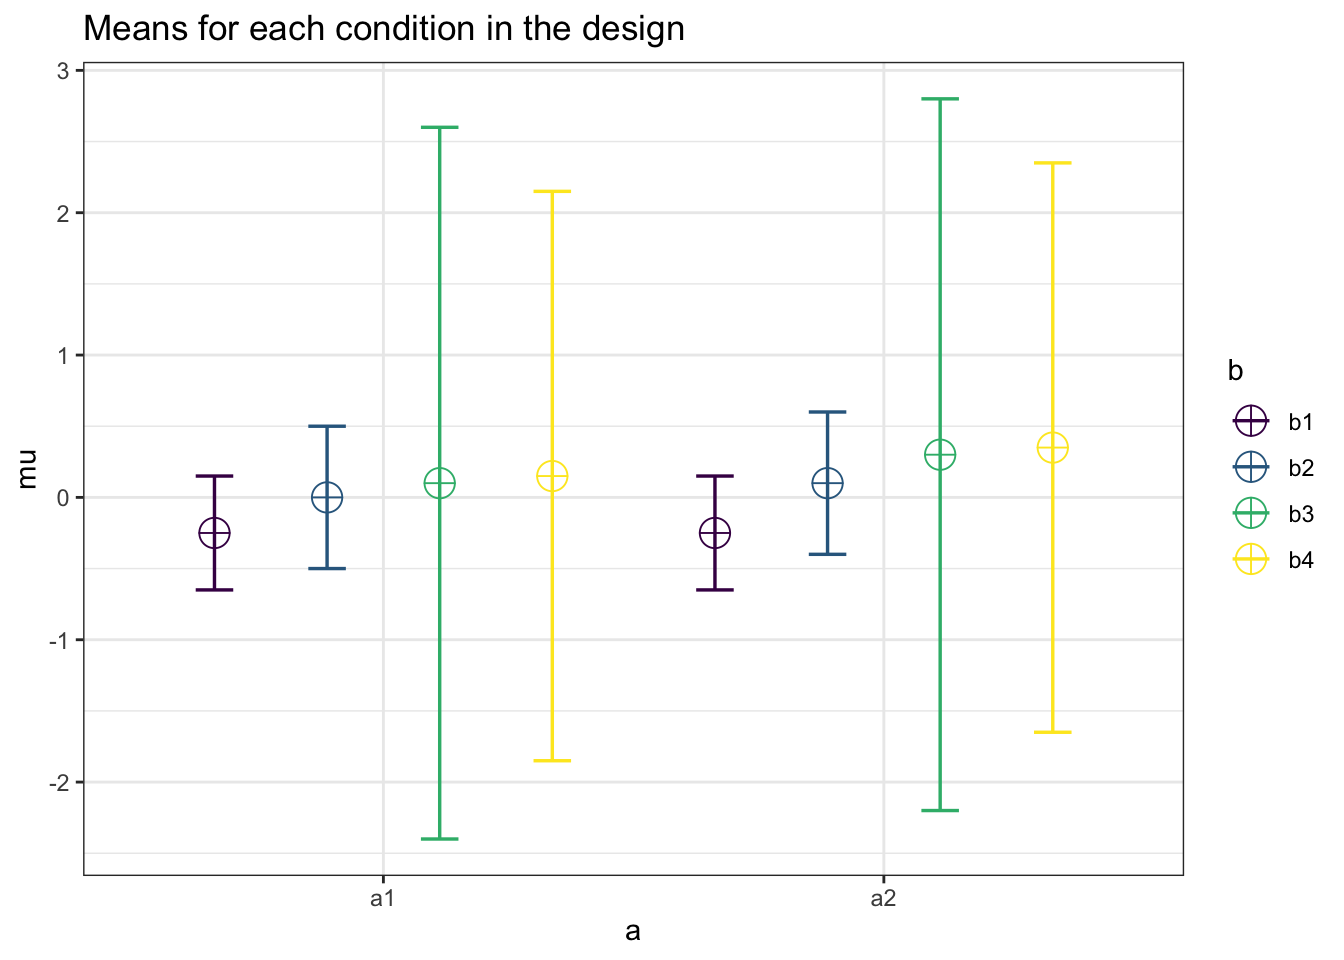 Means for each condition in the design
3
2
1
0
-1
-2
mu
a1
a2
a
b
b1
b2
b3
b4